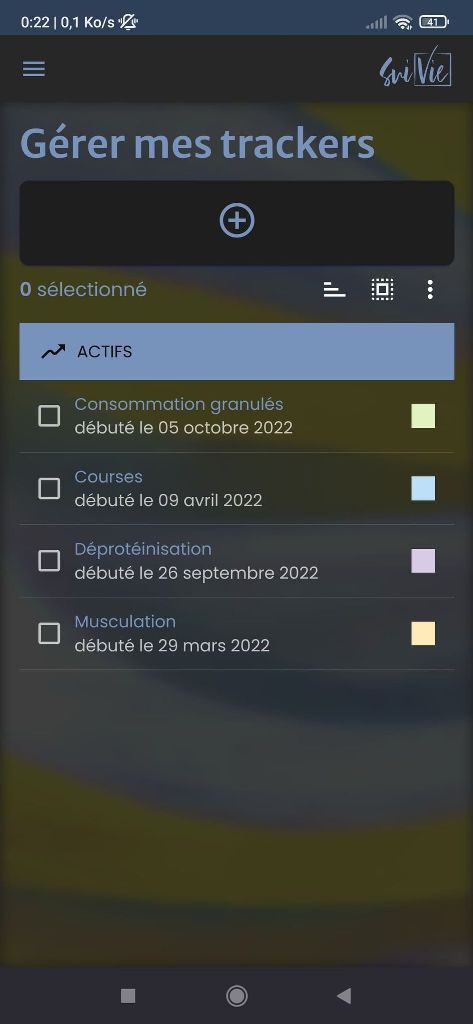 0:22 | 0,1 Ko/s
41
SuiVie
Gérer mes trackers
0 sélectionné
ACTIFS
Consommation granulés
débuté le 05 octobre 2022
Courses
débuté le 09 avril 2022
Déprotéinisation
débuté le 26 septembre 2022
Musculation
débuté le 29 mars 2022